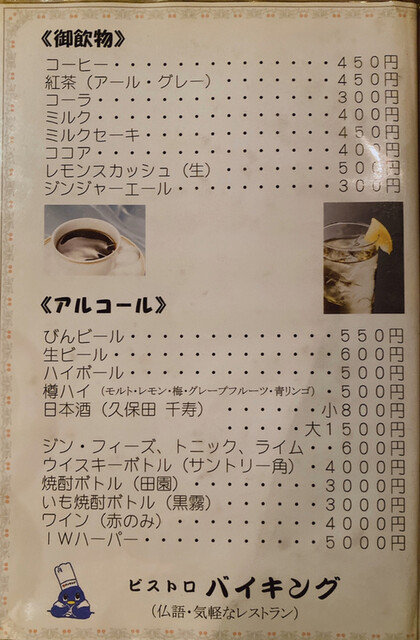 《御飲物》
コーヒー・・・・・・・・・・・・・・４５０円
紅茶（アール・グレー）・・・・・・・４５０円
コーラ・・・・・・・・・・・・・・・３００円
ミルク・・・・・・・・・・・・・・・４００円
ミルクセーキ・・・・・・・・・・・・４５０円
ココア・・・・・・・・・・・・・・・４００円
レモンスカッシュ（生）・・・・・・・５００円
ジンジャーエール・・・・・・・・・・３００円
《アルコール》
びんビール・・・・・・・・・・・・・５５０円
生ビール・・・・・・・・・・・・・・６００円
ハイボール・・・・・・・・・・・・・５００円
樽ハイ（モルト・レモン・梅・グレープフルーツ・青リンゴ）・５００円
日本酒（久保田 千寿）・・・・・・小８００円
・・・・・大１５００円
ジン・フィーズ、トニック、ライム・・６００円
ウイスキーボトル（サントリー角）・４０００円
焼酎ボトル（田園）・・・・・・・・３０００円
いも焼酎ボトル（黒霧）・・・・・・３０００円
ワイン（赤のみ）・・・・・・・・・４０００円
ＩＷハーパー・・・・・・・・・・・５０００円
ビストロ バイキング
（仏語・気軽なレストラン）